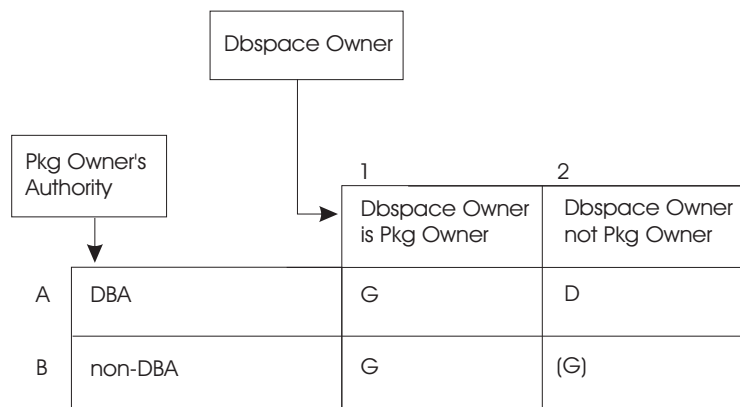 Dbspace Owner
Pkg Owner's
Authority
1 2
Dbspace Owner
is Pkg Owner
Dbspace Owner
not Pkg Owner
A DBA G D
B non-DBA G (G)